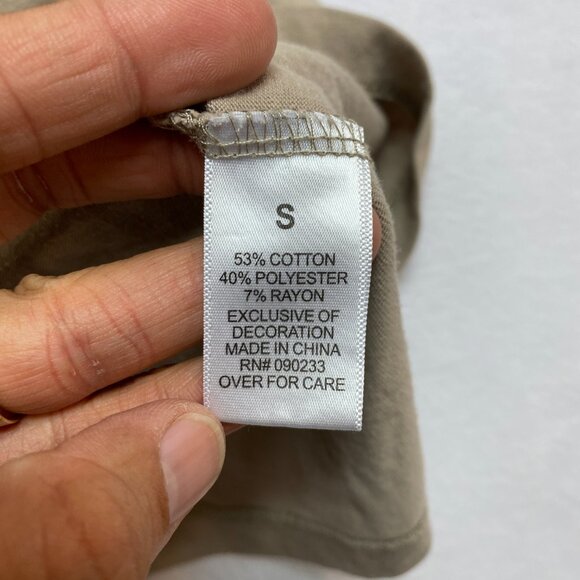 S
53% COTTON
40% POLYESTER
7% RAYON
EXCLUSIVE OF
DECORATION
MADE IN CHINA
RN# 090233
OVER FOR CARE